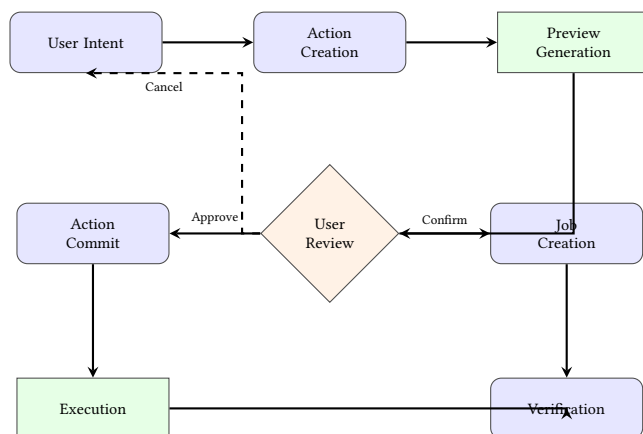 User Intent
Action
Creation
Preview
Generation
Cancel
Action
Commit
Approve
User
Review
Confirm
Job
Creation
Execution
Verification